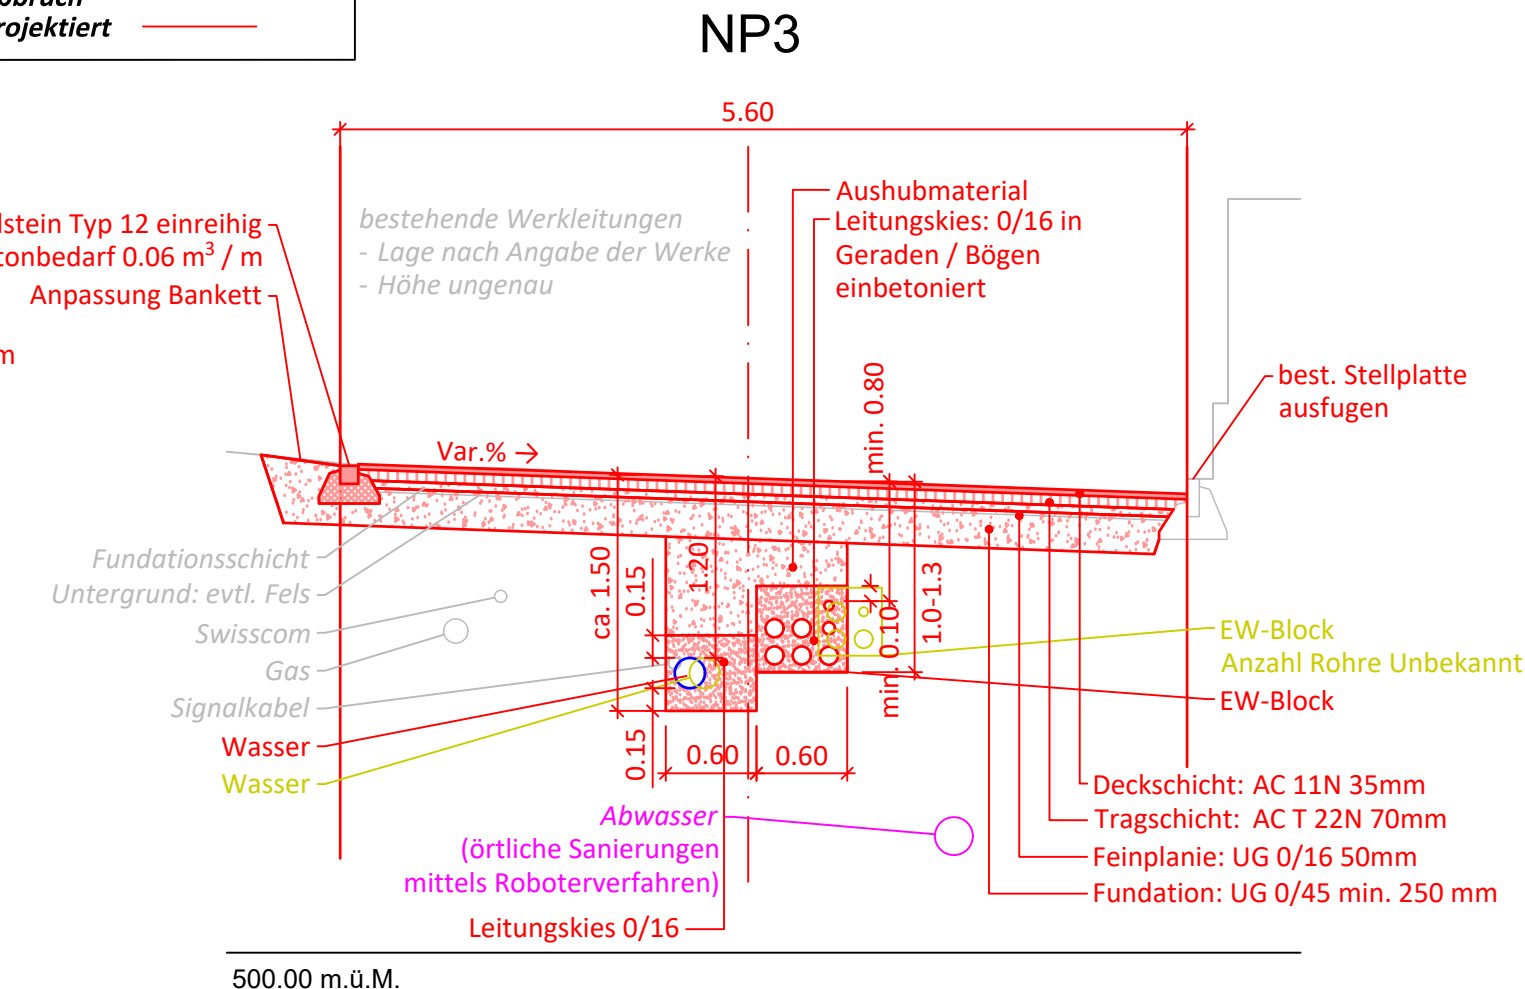 projektiert
NP3
5.60
Typ 12 einreihig
0.06 m³ / m
Anpassung Bankett
m
bestehende Werkleitungen
- Lage nach Angabe der Werke
- Höhe ungenau
Aushubmaterial
Leitungskies: 0/16 in
Geraden / Bögen
einbetoniert
best. Stellplatte
ausfugen
Var.% →
min. 0.80
Fundationsschicht
Untergrund: evtl. Fels
Swisscom
Gas
Signalkabel
Wasser
Wasser
ca. 1.50
0.15
1.20
0.15
min. 0.10
1.0-1.3
0.60
0.60
EW-Block
Anzahl Rohre Unbekannt
EW-Block
Abwasser
(örtliche Sanierungen
mittels Roboterverfahren)
Leitungskies 0/16
Deckschicht: AC 11N 35mm
Tragschicht: AC T 22N 70mm
Feinplanie: UG 0/16 50mm
Fundation: UG 0/45 min. 250 mm
500.00 m.ü.M.